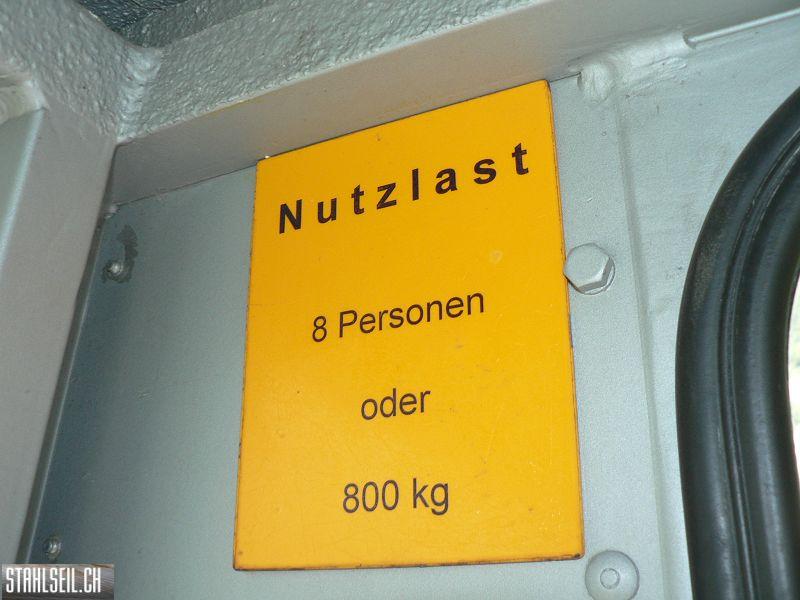 Nutzlast
8 Personen
oder
800 kg
STAHLSEIL.CH